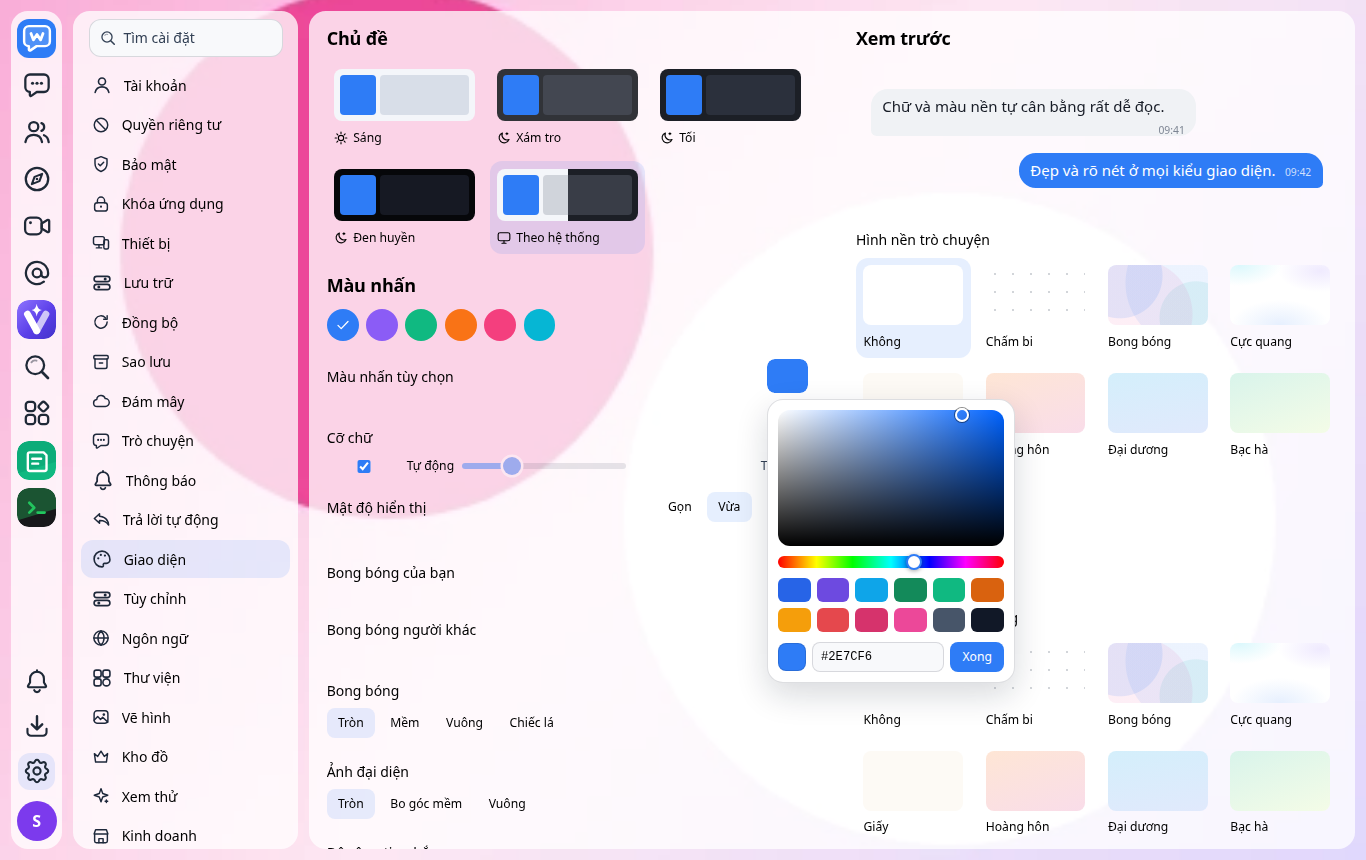 Tìm cài đặt
Tài khoản
Quyền riêng tư
Bảo mật
Khóa ứng dụng
Thiết bị
Lưu trữ
Đồng bộ
Sao lưu
Đám mây
Trò chuyện
Thông báo
Trả lời tự động
Giao diện
Tùy chỉnh
Ngôn ngữ
Thư viện
Vẽ hình
Kho đồ
Xem thử
Kinh doanh
S
Chủ đề
Sáng
Xám tro
Tối
Đen huyền
Theo hệ thống
Màu nhấn
Màu nhấn tùy chọn
Cỡ chữ
Tự động
Mật độ hiển thị
Gọn
Vừa
Bong bóng của bạn
Bong bóng người khác
Bong bóng
Tròn
Mềm
Vuông
Chiếc lá
Ảnh đại diện
Tròn
Bo góc mềm
Vuông
#2E7CF6
Xong
Xem trước
Chữ và màu nền tự cân bằng rất dễ đọc.
09:41
Đẹp và rõ nét ở mọi kiểu giao diện. 09:42
Hình nền trò chuyện
Không
Chấm bi
Bong bóng
Cực quang
Đại dương
Bạc hà
Không
Chấm bi
Bong bóng
Cực quang
Giấy
Hoàng hôn
Đại dương
Bạc hà